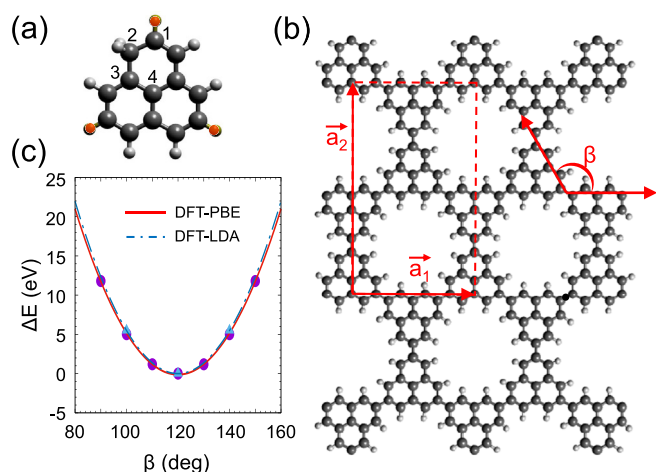 (a)
1
2
3
4
(b)
a₂
a₁
β
(c)
25
20
15
10
5
0
-5
ΔE (eV)
DFT-PBE
DFT-LDA
80
100
120
140
160
β (deg)